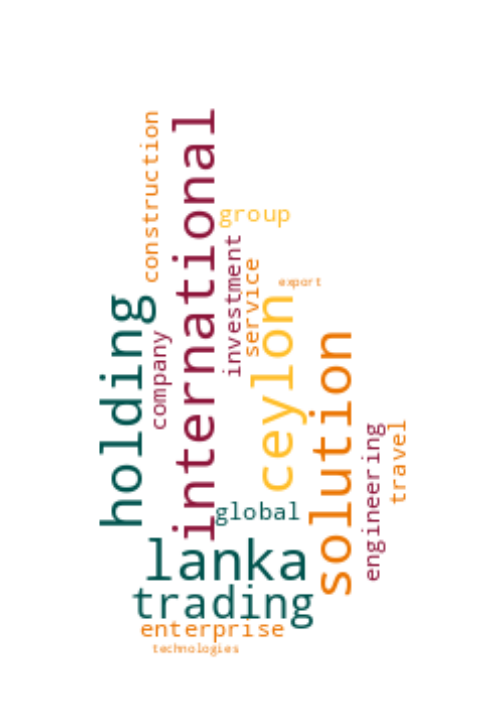 construction
international
group
investment
service
export
holding
company
ceylon
solution
travel
engineering
global
lanka
trading
enterprise
technologies